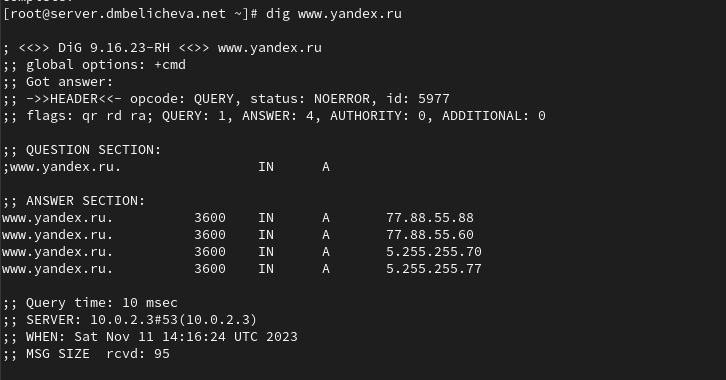 [root@server.dmbelicheva.net ~]# dig www.yandex.ru
; <<>> DiG 9.16.23-RH <<>> www.yandex.ru
;; global options: +cmd
;; Got answer:
;; ->>HEADER<<- opcode: QUERY, status: NOERROR, id: 5977
;; flags: qr rd ra; QUERY: 1, ANSWER: 4, AUTHORITY: 0, ADDITIONAL: 0
;; QUESTION SECTION:
;www.yandex.ru. IN A
;; ANSWER SECTION:
www.yandex.ru. 3600 IN A 77.88.55.88
www.yandex.ru. 3600 IN A 77.88.55.60
www.yandex.ru. 3600 IN A 5.255.255.70
www.yandex.ru. 3600 IN A 5.255.255.77
;; Query time: 10 msec
;; SERVER: 10.0.2.3#53(10.0.2.3)
;; WHEN: Sat Nov 11 14:16:24 UTC 2023
;; MSG SIZE rcvd: 95